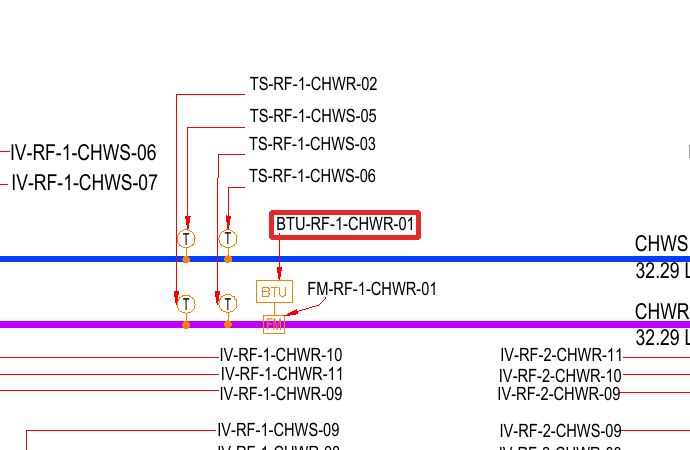 TS-RF-1-CHWR-02
TS-RF-1-CHWS-05
TS-RF-1-CHWS-03
IV-RF-1-CHWS-06
TS-RF-1-CHWS-06
IV-RF-1-CHWS-07
BTU-RF-1-CHWR-01
T T
CHWS
32.29 L
BTU
FM-RF-1-CHWR-01
T T
CHWR
FM
32.29 L
IV-RF-1-CHWR-10
IV-RF-2-CHWR-11
IV-RF-1-CHWR-11
IV-RF-2-CHWR-10
IV-RF-1-CHWR-09
IV-RF-2-CHWR-09
IV-RF-1-CHWS-09
IV-RF-2-CHWS-09